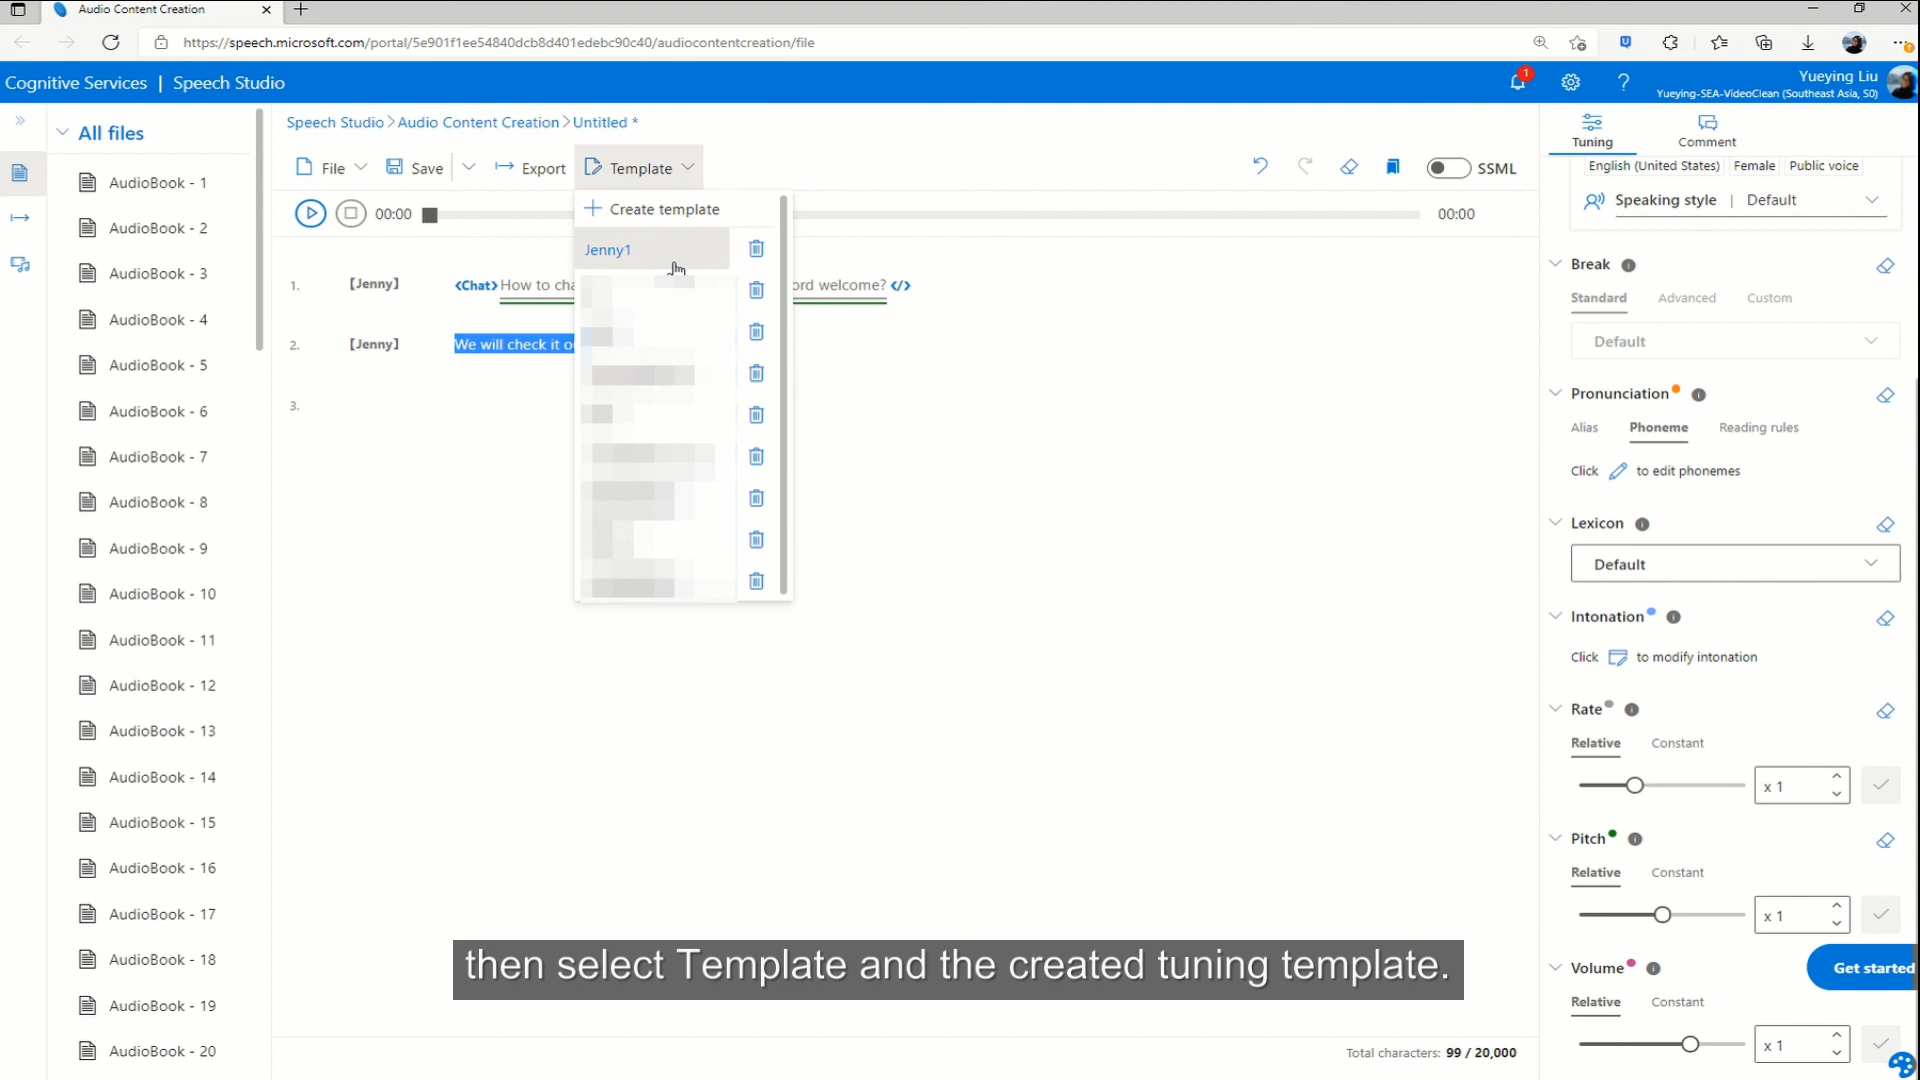 Audio Content Creation
https://speech.microsoft.com/portal/5e901f1ee54840dcb8d401edebc90c40/audiocontentcreation/file
Cognitive Services | Speech Studio
1
?
Yueying Liu
Yueying-SEA-VideoClean (Southeast Asia, S0)
All files
AudioBook - 1
AudioBook - 2
AudioBook - 3
AudioBook - 4
AudioBook - 5
AudioBook - 6
AudioBook - 7
AudioBook - 8
AudioBook - 9
AudioBook - 10
AudioBook - 11
AudioBook - 12
AudioBook - 13
AudioBook - 14
AudioBook - 15
AudioBook - 16
AudioBook - 17
AudioBook - 18
AudioBook - 19
AudioBook - 20
Speech Studio > Audio Content Creation > Untitled *
File Save Export Template SSML
00:00 00:00
+ Create template
Jenny1
1. [Jenny] <Chat> How to cha ord welcome? </>
2. [Jenny] We will check it o
3.
then select Template and the created tuning template.
Total characters: 99 / 20,000
Tuning Comment
English (United States) Female Public voice
Speaking style | Default
Break
Standard Advanced Custom
Default
Pronunciation
Alias Phoneme Reading rules
Click to edit phonemes
Lexicon
Default
Intonation
Click to modify intonation
Rate
Relative Constant
x 1
Pitch
Relative Constant
x 1
Volume
Get started
Relative Constant
x 1